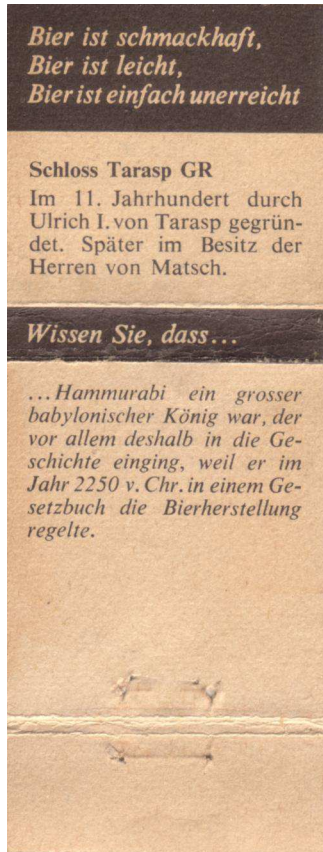 Bier ist schmackhaft,
Bier ist leicht,
Bier ist einfach unerreicht
Schloss Tarasp GR
Im 11. Jahrhundert durch
Ulrich I. von Tarasp gegrün-
det. Später im Besitz der
Herren von Matsch.
Wissen Sie, dass...
...Hammurabi ein grosser
babylonischer König war, der
vor allem deshalb in die Ge-
schichte einging, weil er im
Jahr 2250 v. Chr. in einem Ge-
setzbuch die Bierherstellung
regelte.